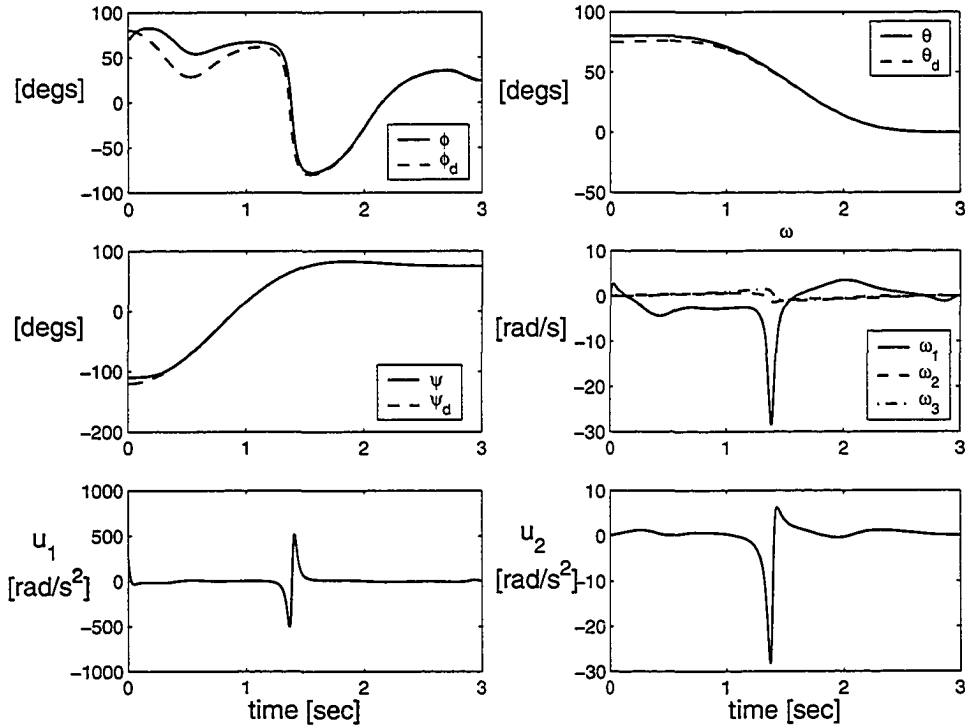 100
50
[degs]
0
−50
−100
0
1
2
3
ϕ
ϕ_d
100
50
[degs]
0
−50
0
1
2
3
θ
θ_d
100
0
[degs]
−100
−200
0
1
2
3
ψ
ψ_d
ω
10
0
[rad/s]
−10
−20
−30
0
1
2
3
ω_1
ω_2
ω_3
1000
500
u_1
0
[rad/s^2]
−500
−1000
0
1
2
3
time [sec]
10
0
u_2
[rad/s^2]
−10
−20
−30
0
1
2
3
time [sec]